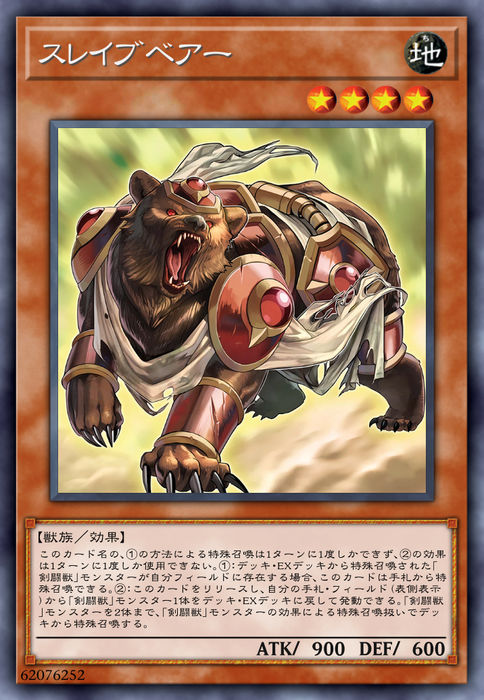 スレイブベアー
ち
地
【獣族／効果】
このカード名の、①の方法による特殊召喚は1ターンに1度しかできず、②の効果
は1ターンに1度しか使用できない。①：デッキ・EXデッキから特殊召喚された「
剣闘獣」モンスターが自分フィールドに存在する場合、このカードは手札から特
殊召喚できる。②：このカードをリリースし、自分の手札・フィールド（表側表示
）から「剣闘獣」モンスター1体をデッキ・EXデッキに戻して発動できる。「剣闘獣」
モンスターを2体まで、「剣闘獣」モンスターの効果による特殊召喚扱いでデッ
キから特殊召喚する。
ATK/ 900 DEF/ 600
62076252